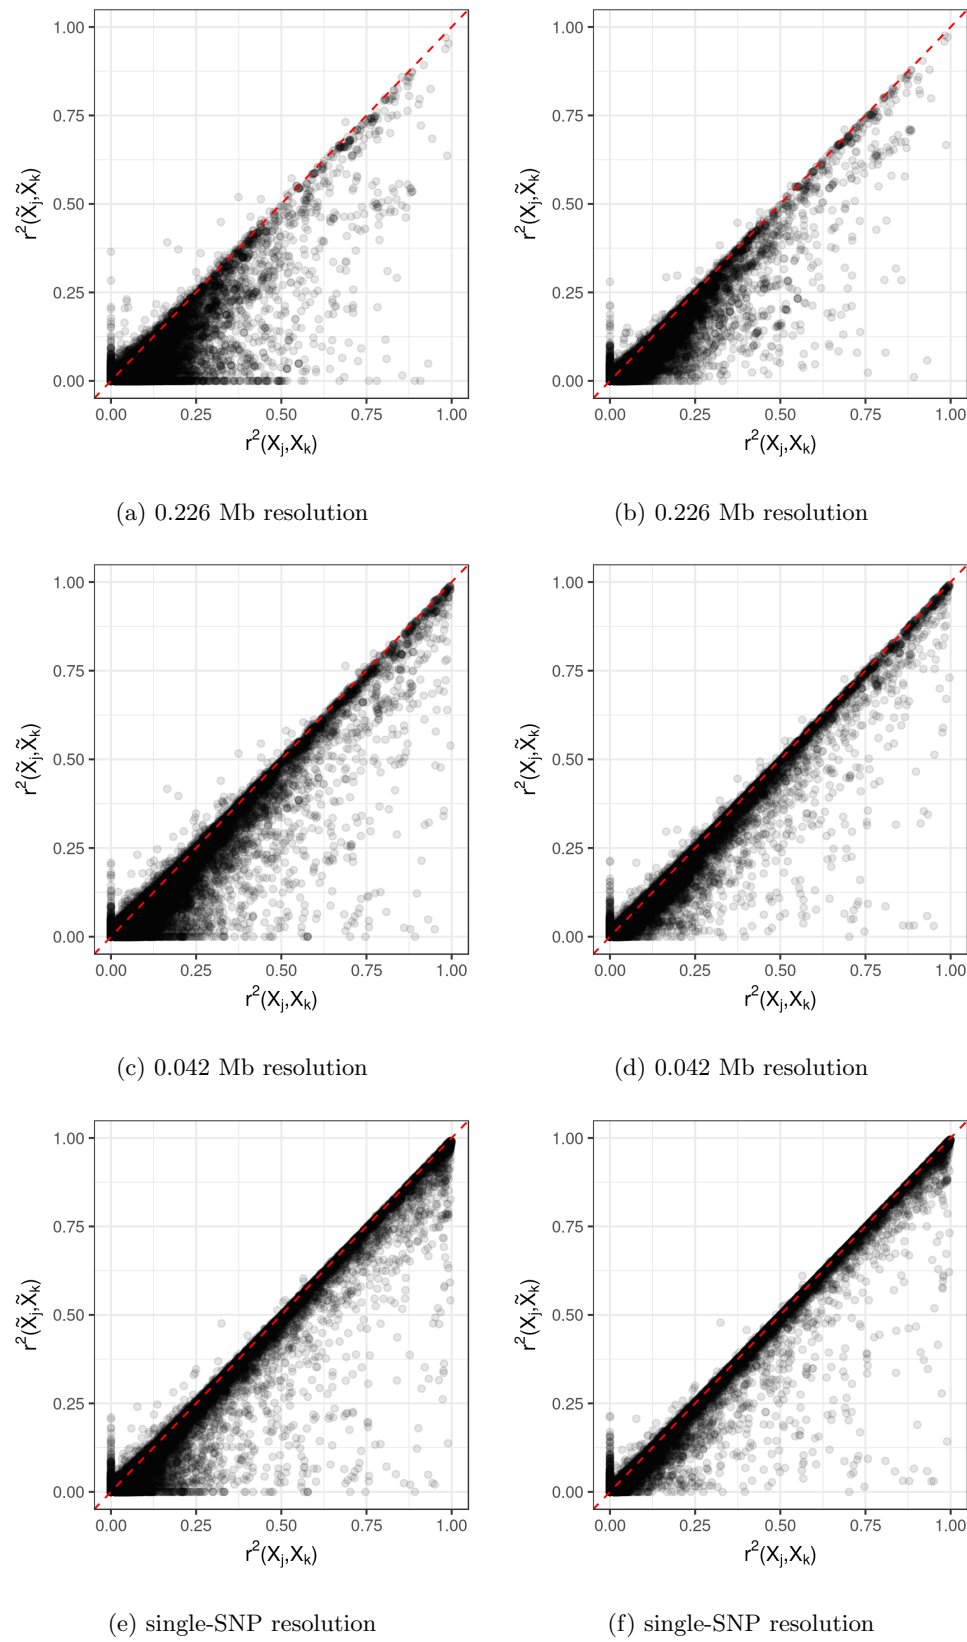 1.00
0.75
0.50
0.25
0.00
r²(X̃ⱼ,X̃ₖ)
0.00 0.25 0.50 0.75 1.00
r²(Xⱼ,Xₖ)
(a) 0.226 Mb resolution
1.00
0.75
0.50
0.25
0.00
r²(Xⱼ,X̃ₖ)
0.00 0.25 0.50 0.75 1.00
r²(Xⱼ,Xₖ)
(b) 0.226 Mb resolution
1.00
0.75
0.50
0.25
0.00
r²(X̃ⱼ,X̃ₖ)
0.00 0.25 0.50 0.75 1.00
r²(Xⱼ,Xₖ)
(c) 0.042 Mb resolution
1.00
0.75
0.50
0.25
0.00
r²(Xⱼ,X̃ₖ)
0.00 0.25 0.50 0.75 1.00
r²(Xⱼ,Xₖ)
(d) 0.042 Mb resolution
1.00
0.75
0.50
0.25
0.00
r²(X̃ⱼ,X̃ₖ)
0.00 0.25 0.50 0.75 1.00
r²(Xⱼ,Xₖ)
(e) single-SNP resolution
1.00
0.75
0.50
0.25
0.00
r²(Xⱼ,X̃ₖ)
0.00 0.25 0.50 0.75 1.00
r²(Xⱼ,Xₖ)
(f) single-SNP resolution